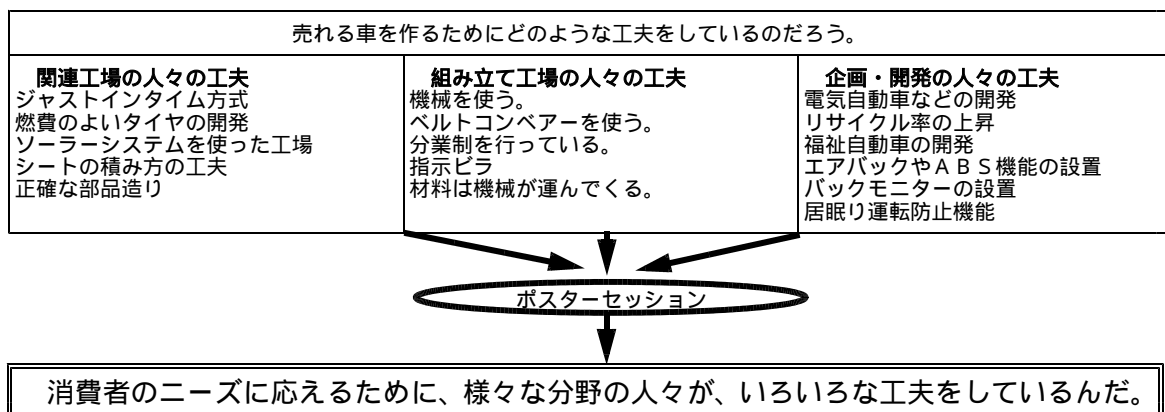 売れる車を作るためにどのような工夫をしているのだろう。
関連工場の人々の工夫
ジャストインタイム方式
燃費のよいタイヤの開発
ソーラーシステムを使った工場
シートの積み方の工夫
正確な部品造り
組み立て工場の人々の工夫
機械を使う。
ベルトコンベアーを使う。
分業制を行っている。
指示ビラ
材料は機械が運んでくる。
企画・開発の人々の工夫
電気自動車などの開発
リサイクル率の上昇
福祉自動車の開発
エアバックやＡＢＳ機能の設置
バックモニターの設置
居眠り運転防止機能
ポスターセッション
消費者のニーズに応えるために、様々な分野の人々が、いろいろな工夫をしているんだ。